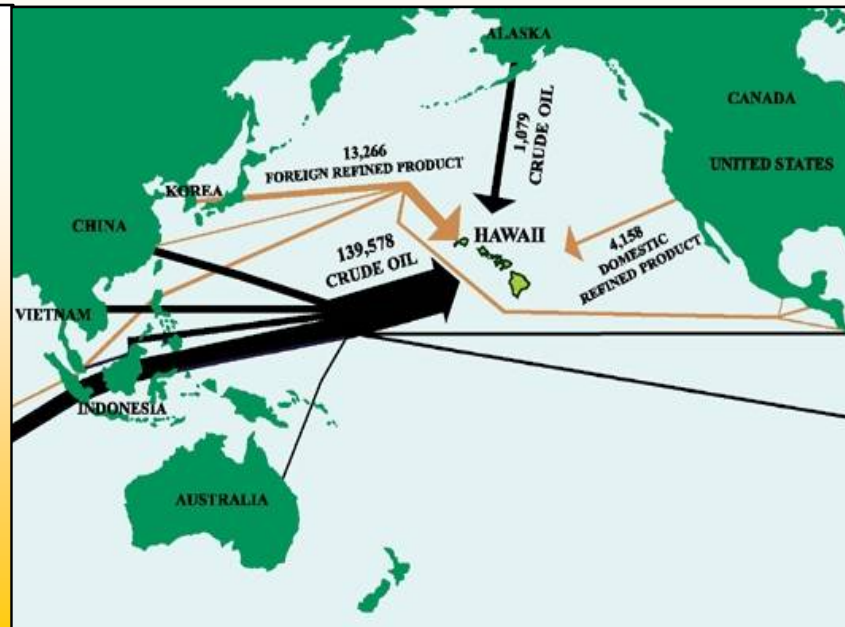 ALASKA
CANADA
1,079
CRUDE OIL
13,266
FOREIGN REFINED PRODUCT
UNITED STATES
KOREA
CHINA
HAWAII
4,158
DOMESTIC
REFINED PRODUCT
139,578
CRUDE OIL
VIETNAM
INDONESIA
AUSTRALIA